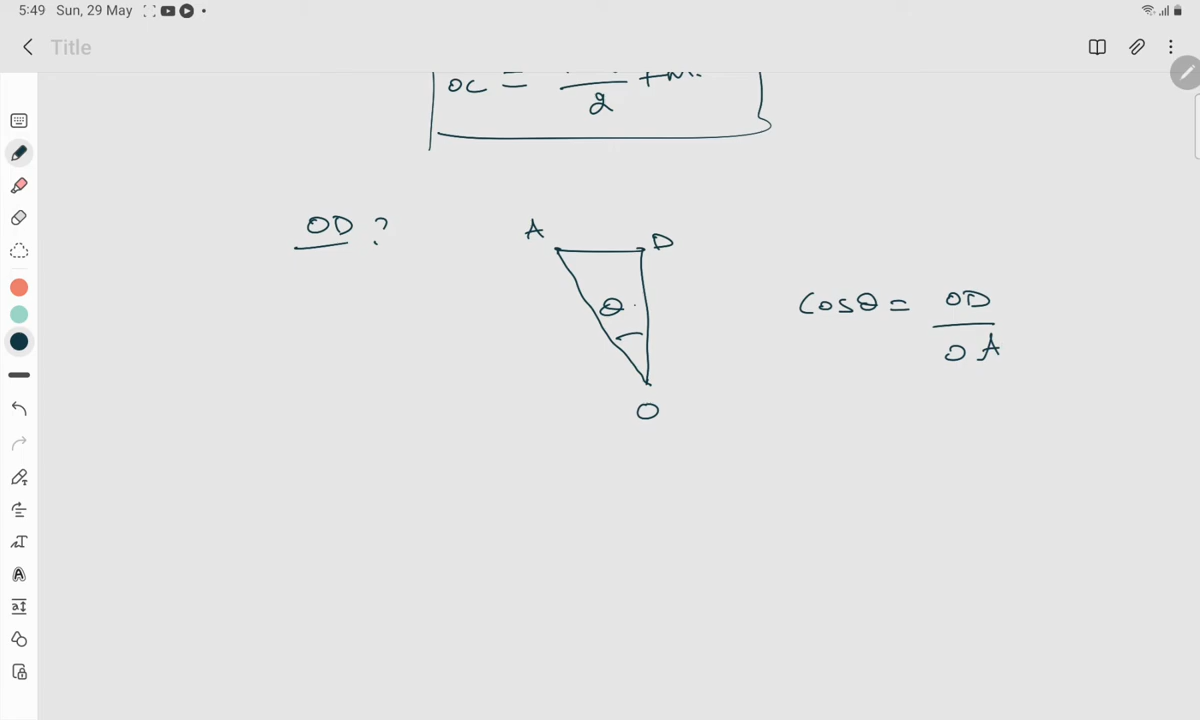 5:49 Sun, 29 May
Title
OC =
2
OD ?
A
D
θ
O
Cosθ = OD
OA